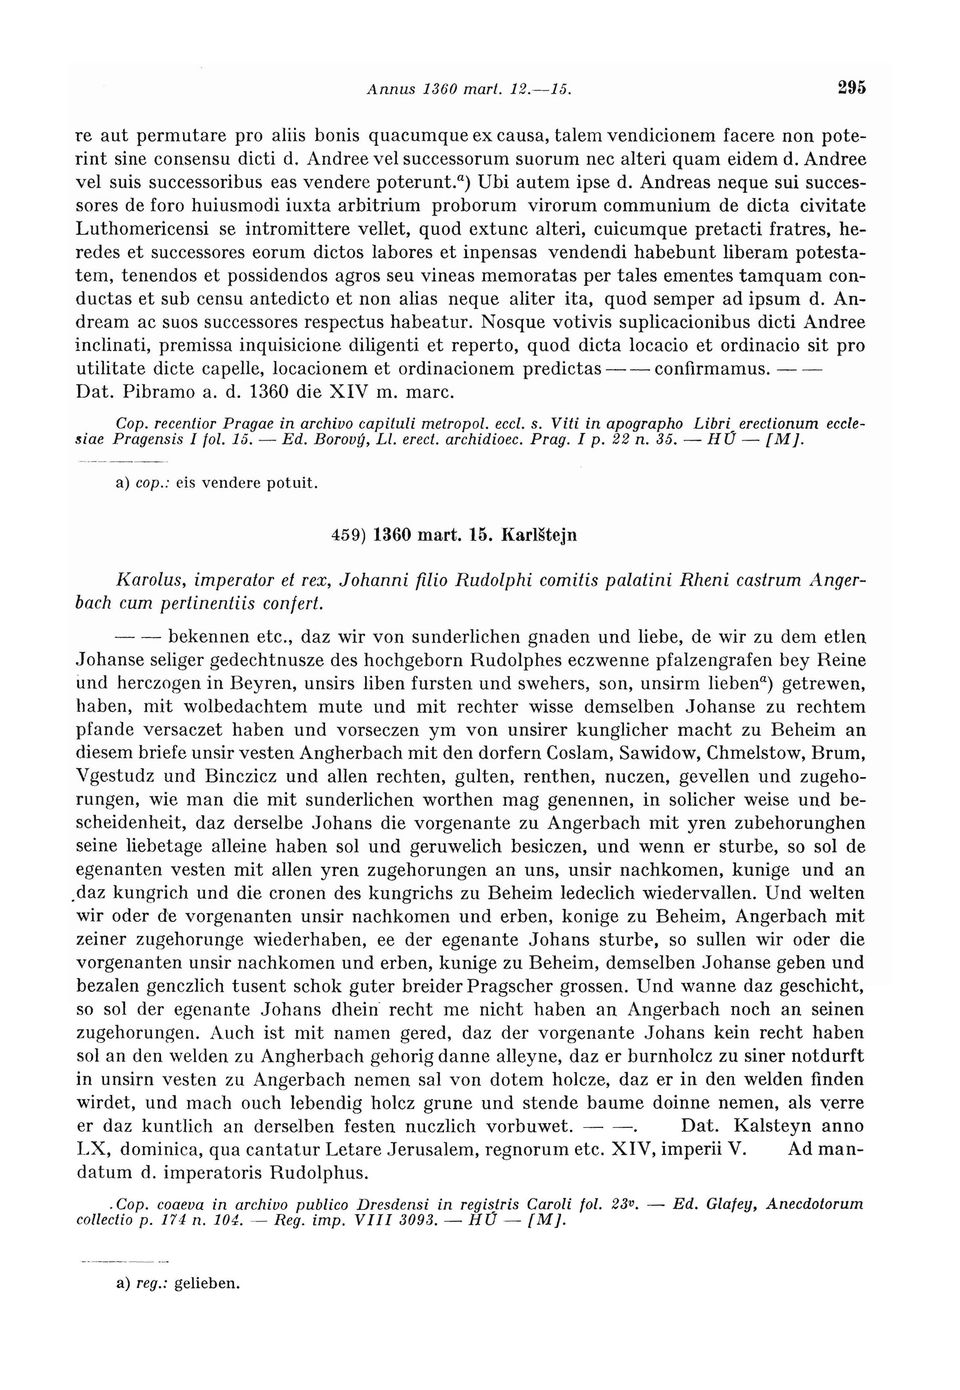 Annus 1360 mart. 12.—15. 295
re aut permutare pro aliis bonis quacumque ex causa, talem vendicionem facere non pote-
rint sine consensu dicti d. Andree vel successorum suorum nec alteri quam eidem d. Andree
vel suis successoribus eas vendere poterunt.a) Ubi autem ipse d. Andreas neque sui succes-
sores de foro huiusmodi iuxta arbitrium proborum virorum communium de dicta civitate
Luthomericensi se intromittere vellet, quod extunc alteri, cuicumque pretacti fratres, he-
redes et successores eorum dictos labores et inpensas vendendi habebunt liberam potesta-
tem, tenendos et possidendos agros seu vineas memoratas per tales ementes tamquam con-
ductas et sub censu antedicto et non alias neque aliter ita, quod semper ad ipsum d. An-
dream ac suos successores respectus habeatur. Nosque votivis suplicacionibus dicti Andree
inclinati, premissa inquisicione diligenti et reperto, quod dicta locacio et ordinacio sit pro
utilitate dicte capelle, locacionem et ordinacionem predictas — — confirmamus. — —
Dat. Pibramo a. d. 1360 die XIV m. marc.
Cop. recentior Pragae in archivo capituli metropol. eccl. s. Viti in apographo Libri erectionum eccle-
siae Pragensis I fol. 15. — Ed. Borový, Ll. erect. archidioec. Prag. I p. 22 n. 35. — HÚ — [M].
a) cop.: eis vendere potuit.
459) 1360 mart. 15. Karlštejn
Karolus, imperator et rex, Johanni filio Rudolphi comitis palatini Rheni castrum Anger-
bach cum pertinentiis confert.
— — bekennen etc., daz wir von sunderlichen gnaden und liebe, de wir zu dem etlen
Johanse seliger gedechtnusze des hochgeborn Rudolphes eczwenne pfalzengrafen bey Reine
und herczogen in Beyren, unsirs liben fursten und swehers, son, unsirm liebena) getrewen,
haben, mit wolbedachtem mute und mit rechter wisse demselben Johanse zu rechtem
pfande versaczet haben und vorseczen ym von unsirer kunglicher macht zu Beheim an
diesem briefe unsir vesten Angherbach mit den dorfern Coslam, Sawidow, Chmelstow, Brum,
Vgestudz und Binczicz und allen rechten, gulten, renthen, nuczen, gevellen und zugeho-
rungen, wie man die mit sunderlichen worthen mag genennen, in solicher weise und be-
scheidenheit, daz derselbe Johans die vorgenante zu Angerbach mit yren zubehorunghen
seine liebetage alleine haben sol und geruwelich besiczen, und wenn er sturbe, so sol de
egenanten vesten mit allen yren zugehorungen an uns, unsir nachkomen, kunige und an
daz kungrich und die cronen des kungrichs zu Beheim ledeclich wiedervallen. Und welten
wir oder de vorgenanten unsir nachkomen und erben, konige zu Beheim, Angerbach mit
zeiner zugehorunge wiederhaben, ee der egenante Johans sturbe, so sullen wir oder die
vorgenanten unsir nachkomen und erben, kunige zu Beheim, demselben Johanse geben und
bezalen genczlich tusent schok guter breider Pragscher grossen. Und wanne daz geschicht,
so sol der egenante Johans dhein recht me nicht haben an Angerbach noch an seinen
zugehorungen. Auch ist mit namen gered, daz der vorgenante Johans kein recht haben
sol an den welden zu Angherbach gehorig danne alleyne, daz er burnholcz zu siner notdurft
in unsirn vesten zu Angerbach nemen sal von dotem holcze, daz er in den welden finden
wirdet, und mach ouch lebendig holcz grune und stende baume doinne nemen, als verre
er daz kuntlich an derselben festen nuczlich vorbuwet. — —. Dat. Kalsteyn anno
LX, dominica, qua cantatur Letare Jerusalem, regnorum etc. XIV, imperii V. Ad man-
datum d. imperatoris Rudolphus.
Cop. coaeva in archivo publico Dresdensi in registris Caroli fol. 23v. — Ed. Glafey, Anecdotorum
collectio p. 174 n. 104. — Reg. imp. VIII 3093. — HÚ — [M].
a) reg.: gelieben.